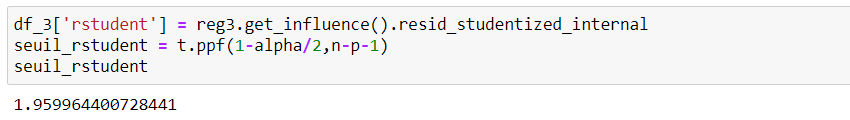 df_3['rstudent'] = reg3.get_influence().resid_studentized_internal
seuil_rstudent = t.ppf(1-alpha/2,n-p-1)
seuil_rstudent
1.959964400728441